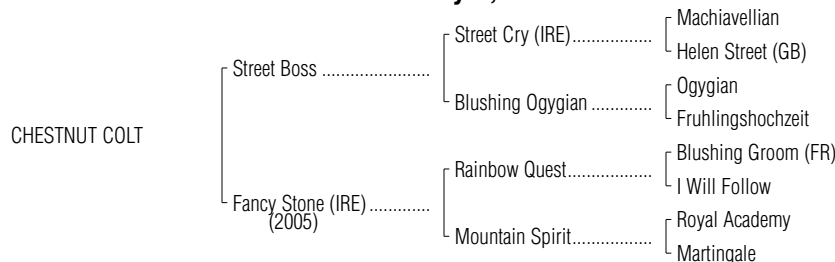 Machiavellian
Street Cry (IRE)..................
Helen Street (GB)
Street Boss ........................
Ogygian
Blushing Ogygian .............
Fruhlingshochzeit
CHESTNUT COLT
Blushing Groom (FR)
Rainbow Quest..................
I Will Follow
Fancy Stone (IRE).............
(2005)
Royal Academy
Mountain Spirit.................
Martingale